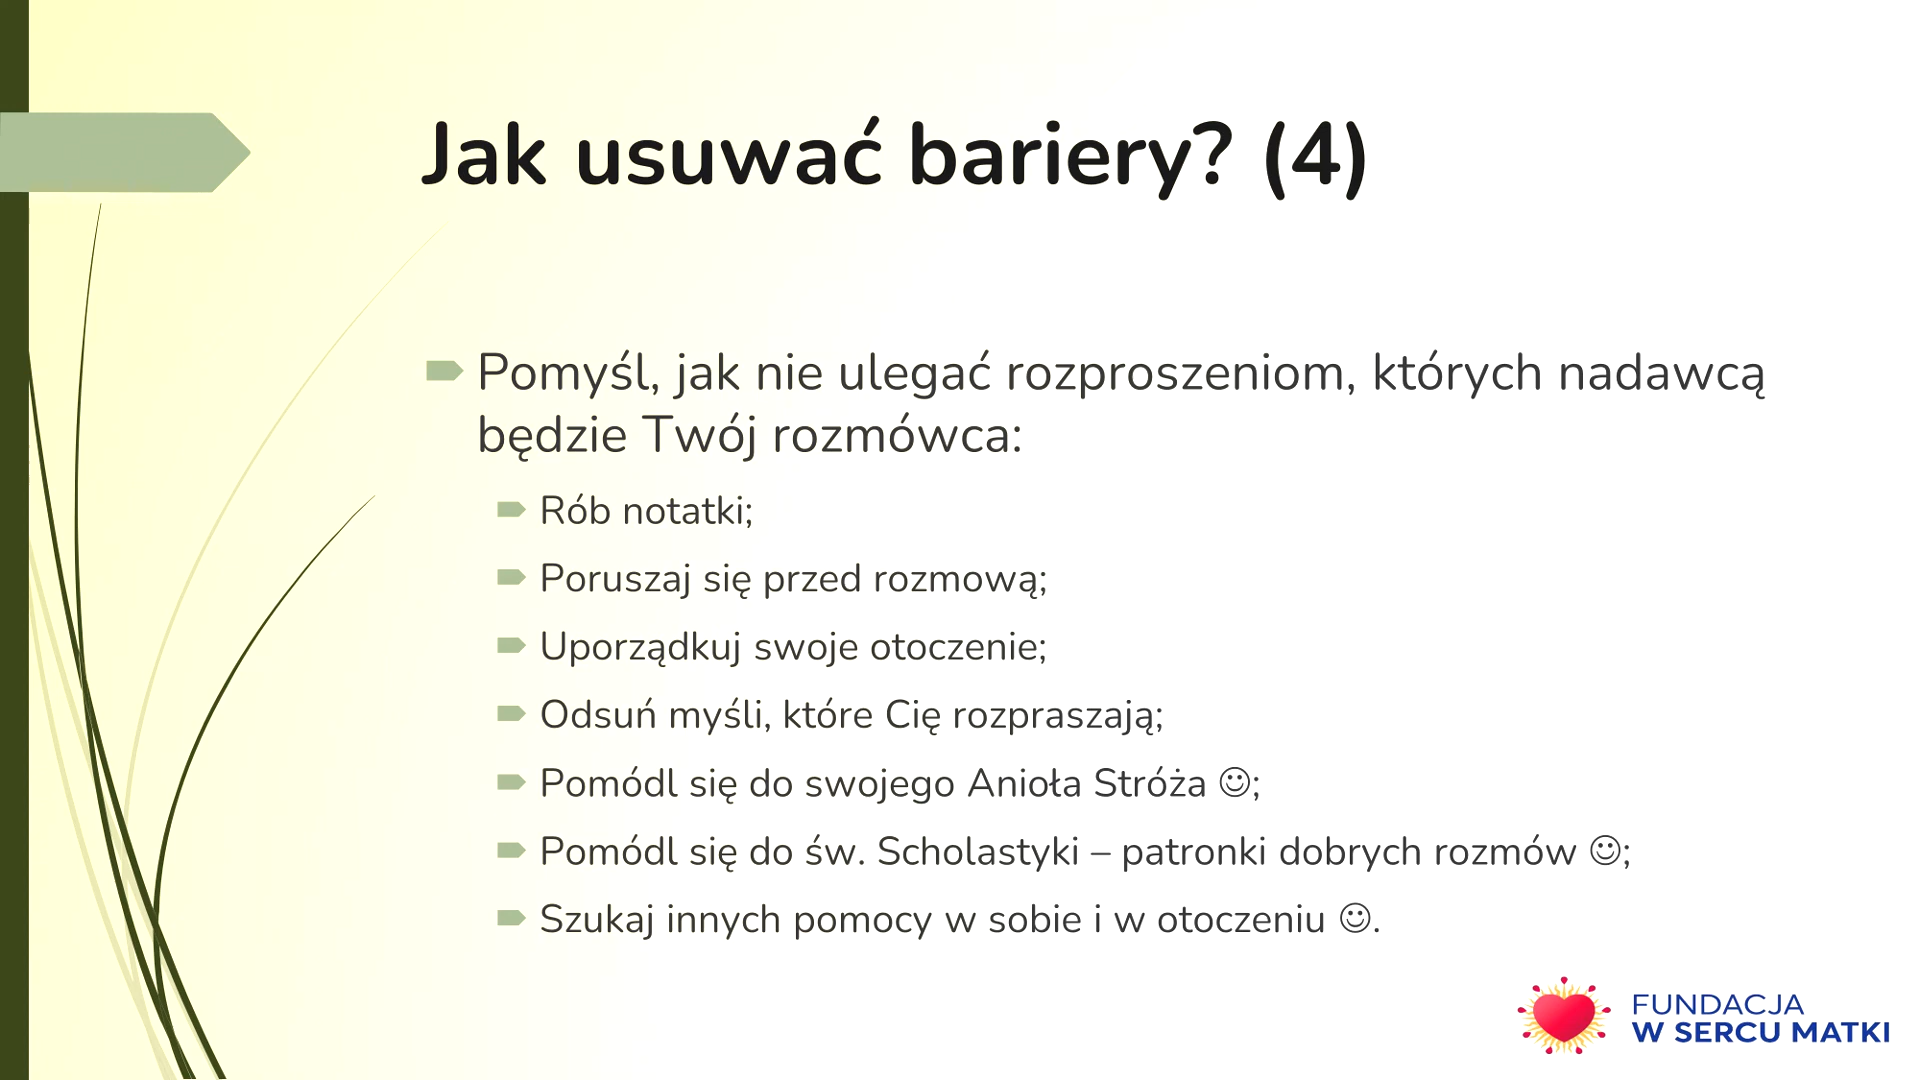 Jak usuwać bariery? (4)
Pomyśl, jak nie ulegać rozproszeniom, których nadawcą
będzie Twój rozmówca:
Rób notatki;
Poruszaj się przed rozmową;
Uporządkuj swoje otoczenie;
Odsuń myśli, które Cię rozpraszają;
Pomódl się do swojego Anioła Stróża ☺;
Pomódl się do św. Scholastyki – patronki dobrych rozmów ☺;
Szukaj innych pomocy w sobie i w otoczeniu ☺.
FUNDACJA
W SERCU MATKI